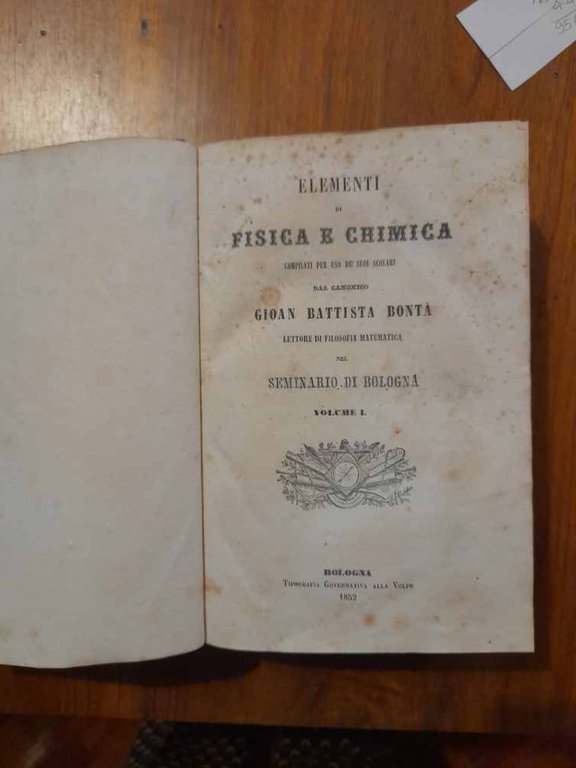 ELEMENTI
DI
FISICA E CHIMICA
COMPILATI PER USO DE' SUOI SCOLARI
DAL CANONICO
GIOAN BATTISTA BONTÀ
LETTORE DI FILOSOFIA MATEMATICA
NEL
SEMINARIO DI BOLOGNA
VOLUME I.
BOLOGNA
TIPOGRAFIA GOVERNATIVA ALLA VOLPE
1852